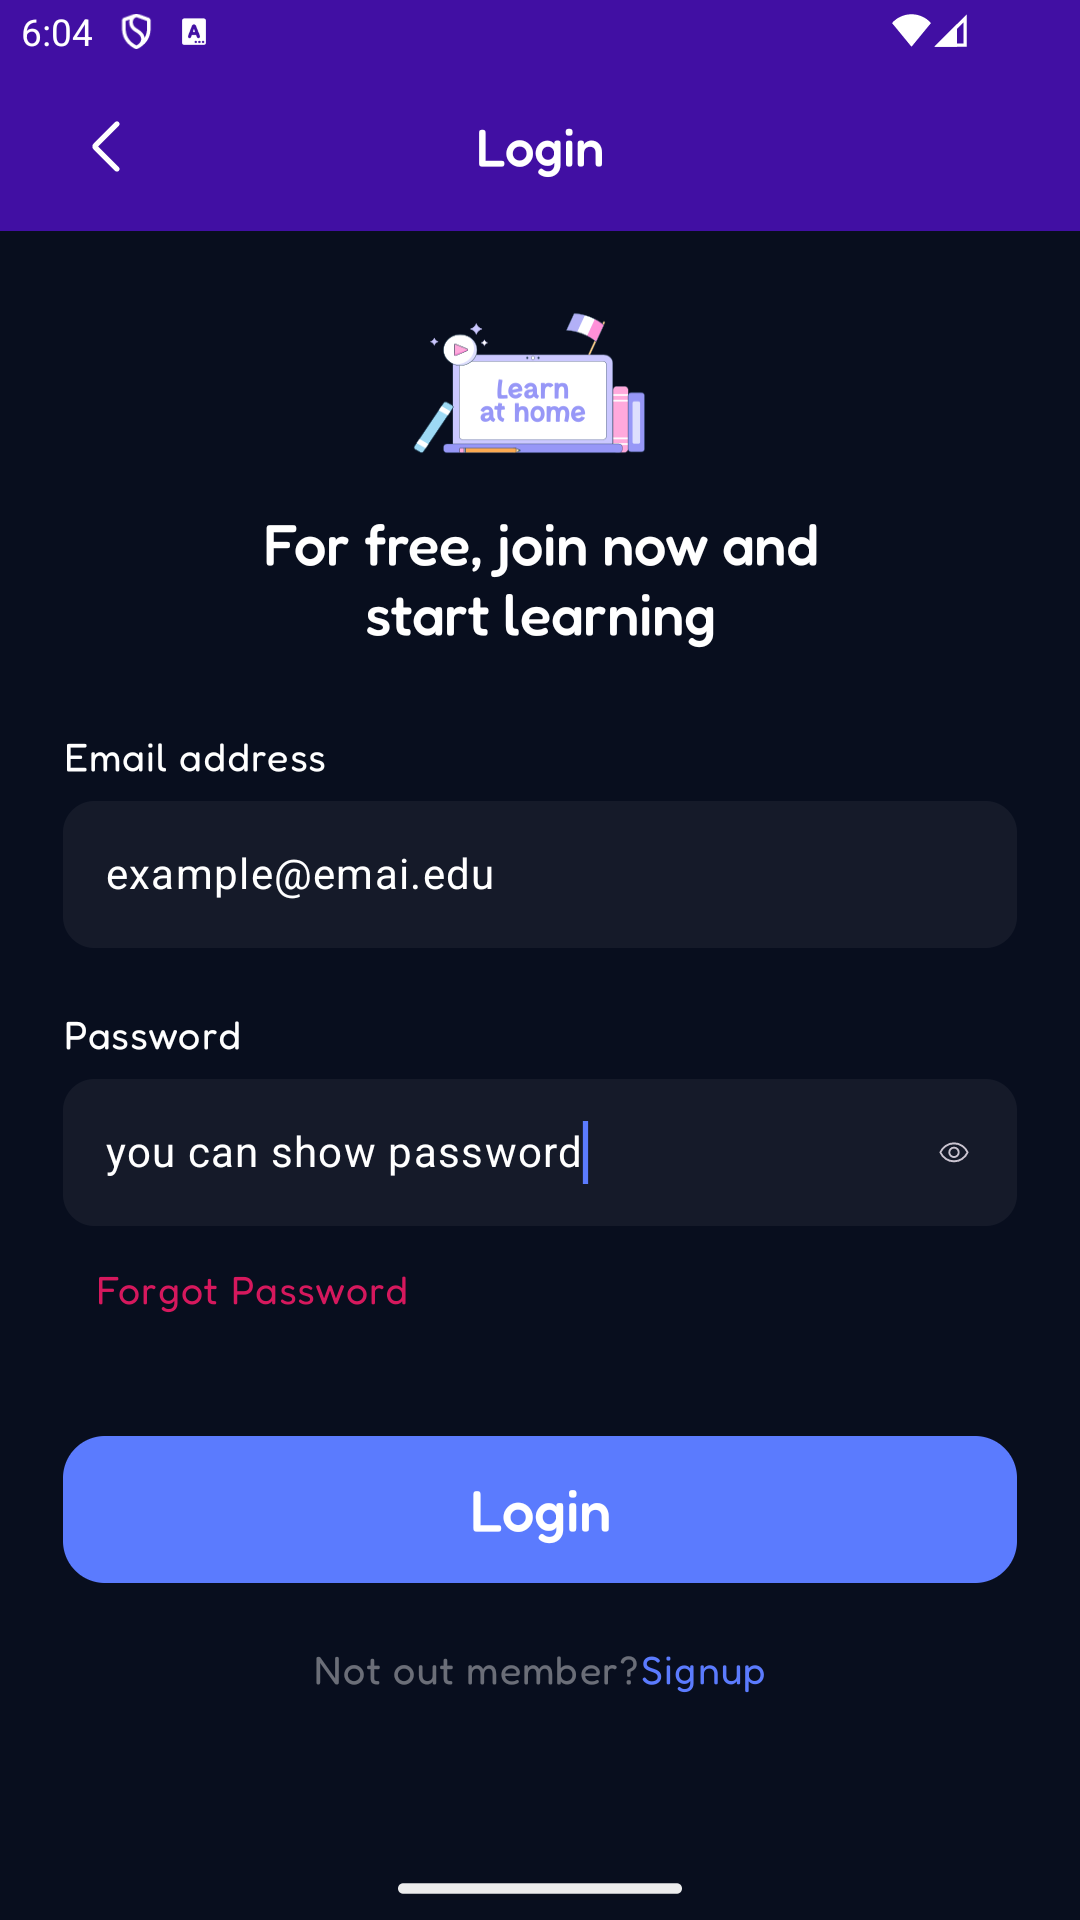 6:04
Login
Learn
at home
For free, join now and
start learning
Email address
example@emai.edu
Password
you can show password
Forgot Password
Login
Not out member?Signup